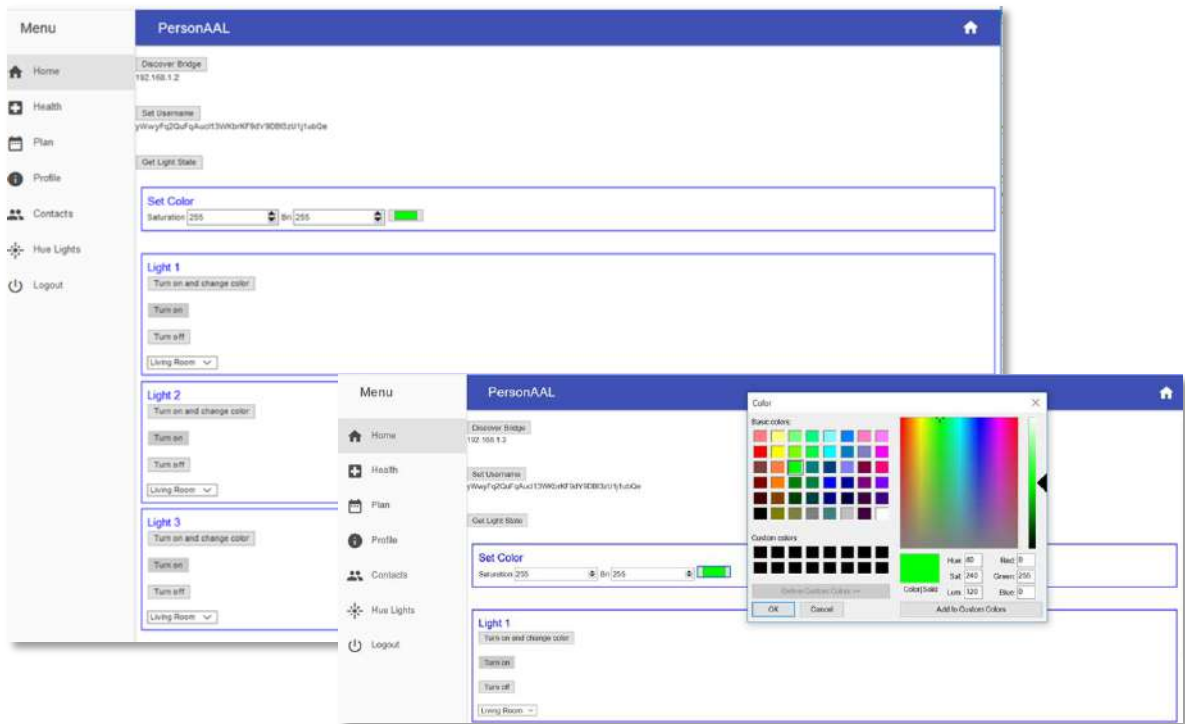 Menu
PersonAAL
Home
Health
Plan
Profile
Contacts
Hue Lights
Logout
Discover Bridge
192.168.1.2
Set Username
Get Light State
Set Color
Saturation 255 Bri 255
Light 1
Turn on and change color
Turn on
Turn off
Living Room
Light 2
Turn on and change color
Turn on
Turn off
Living Room
Light 3
Turn on and change color
Turn on
Turn off
Living Room
Menu
PersonAAL
Home
Health
Plan
Profile
Contacts
Hue Lights
Logout
Discover Bridge
Set Username
Get Light State
Set Color
Saturation 255 Bri 255
Light 1
Turn on and change color
Turn on
Turn off
Living Room
Color
Basic colors:
Custom colors:
Define Custom Colors >>
OK Cancel
Color|Solid
Hue: 80 Red: 0
Sat: 240 Green: 255
Lum: 120 Blue: 0
Add to Custom Colors